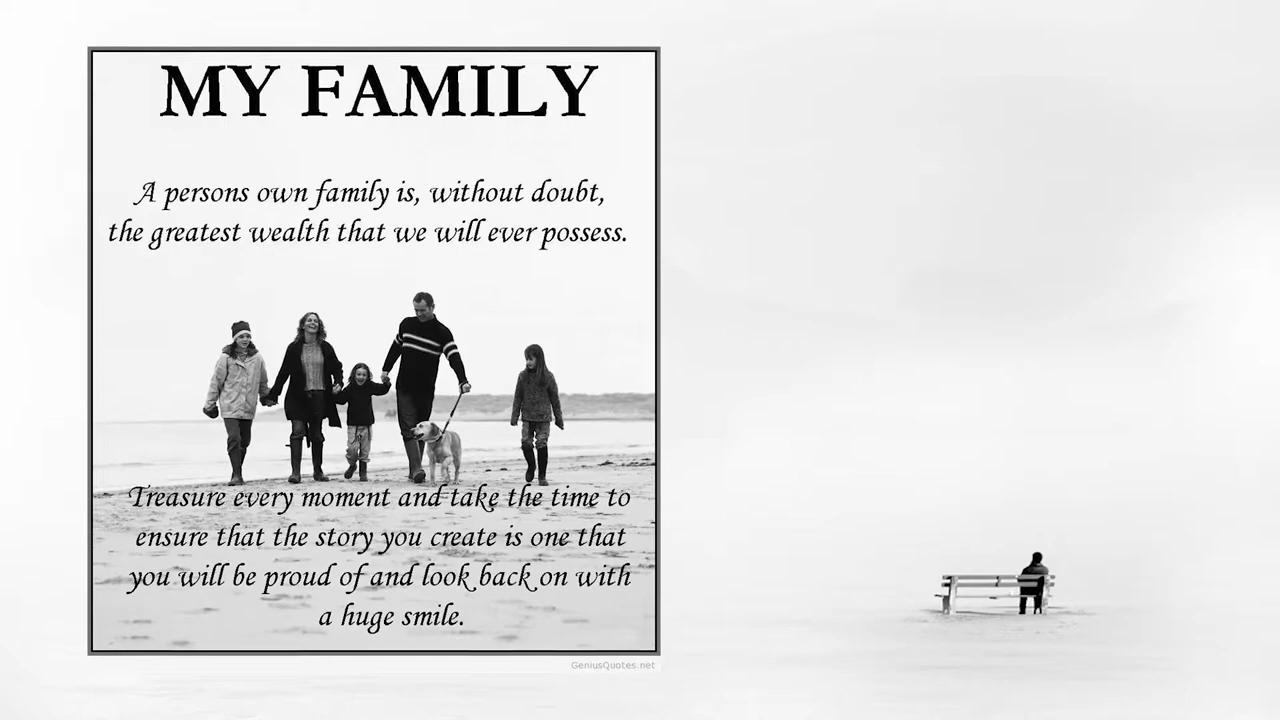 MY FAMILY
A persons own family is, without doubt,
the greatest wealth that we will ever possess.
Treasure every moment and take the time to
ensure that the story you create is one that
you will be proud of and look back on with
a huge smile.
GeniusQuotes.net